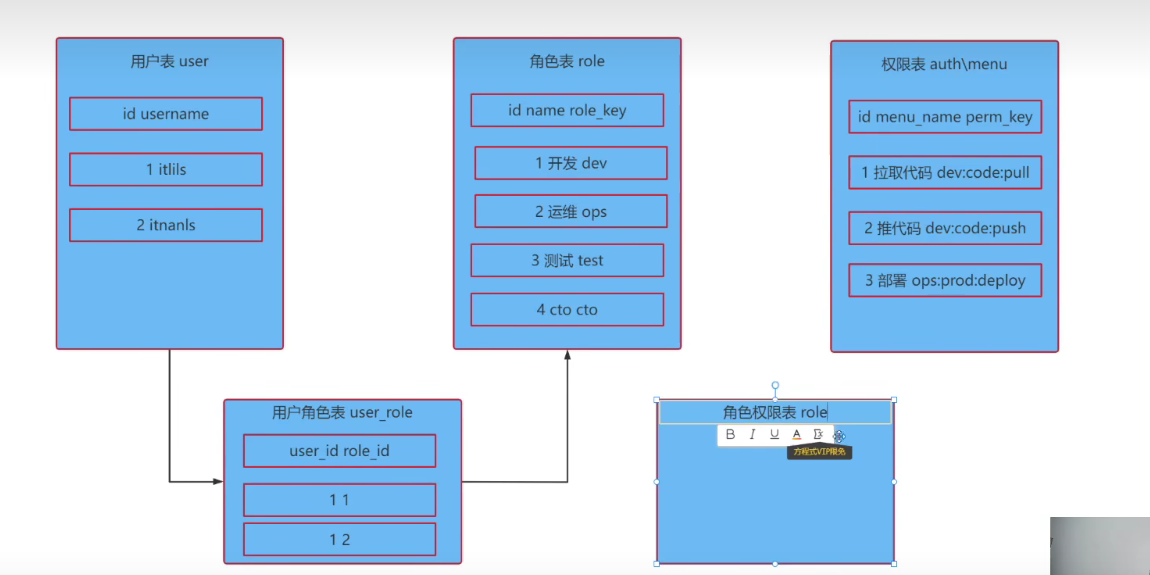 用户表 user
id username
1 itlils
2 itnanls
角色表 role
id name role_key
1 开发 dev
2 运维 ops
3 测试 test
4 cto cto
权限表 auth\menu
id menu_name perm_key
1 拉取代码 dev:code:pull
2 推代码 dev:code:push
3 部署 ops:prod:deploy
用户角色表 user_role
user_id role_id
1 1
1 2
角色权限表 role
B I U A Σ
方程式VIP限免